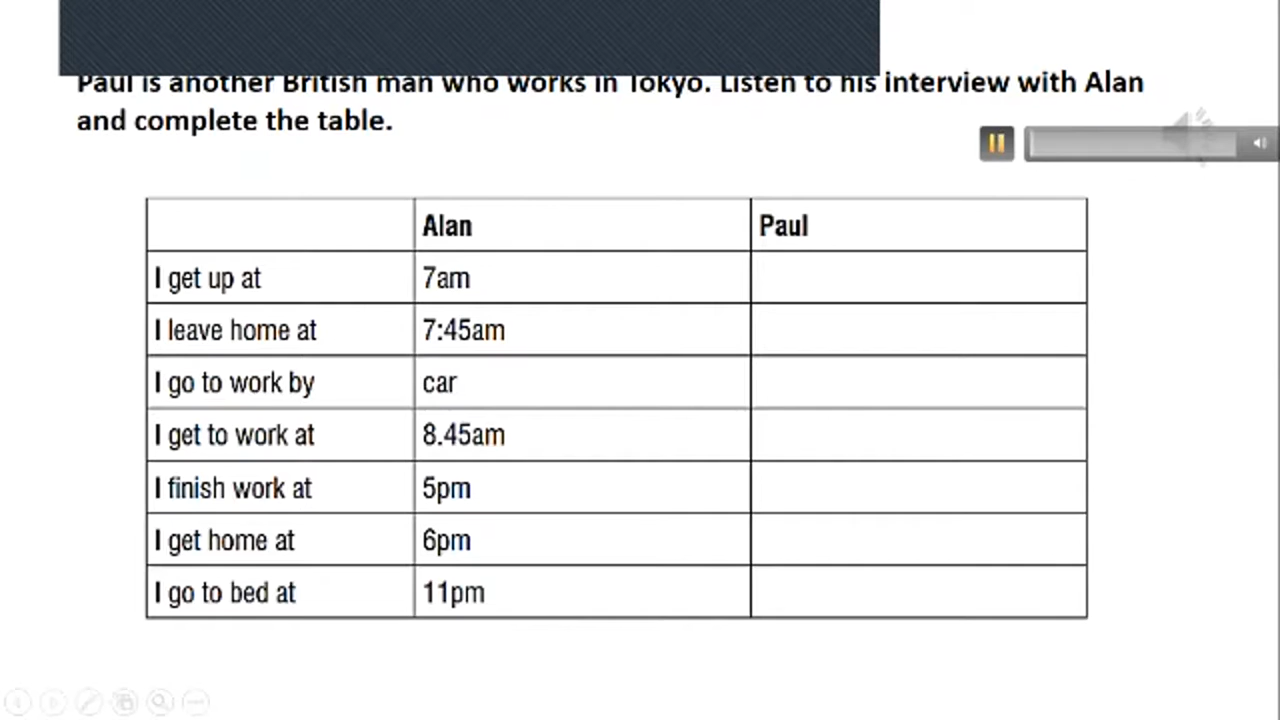 Paul is another British man who works in Tokyo. Listen to his interview with Alan
and complete the table.
Alan Paul
I get up at 7am
I leave home at 7:45am
I go to work by car
I get to work at 8.45am
I finish work at 5pm
I get home at 6pm
I go to bed at 11pm